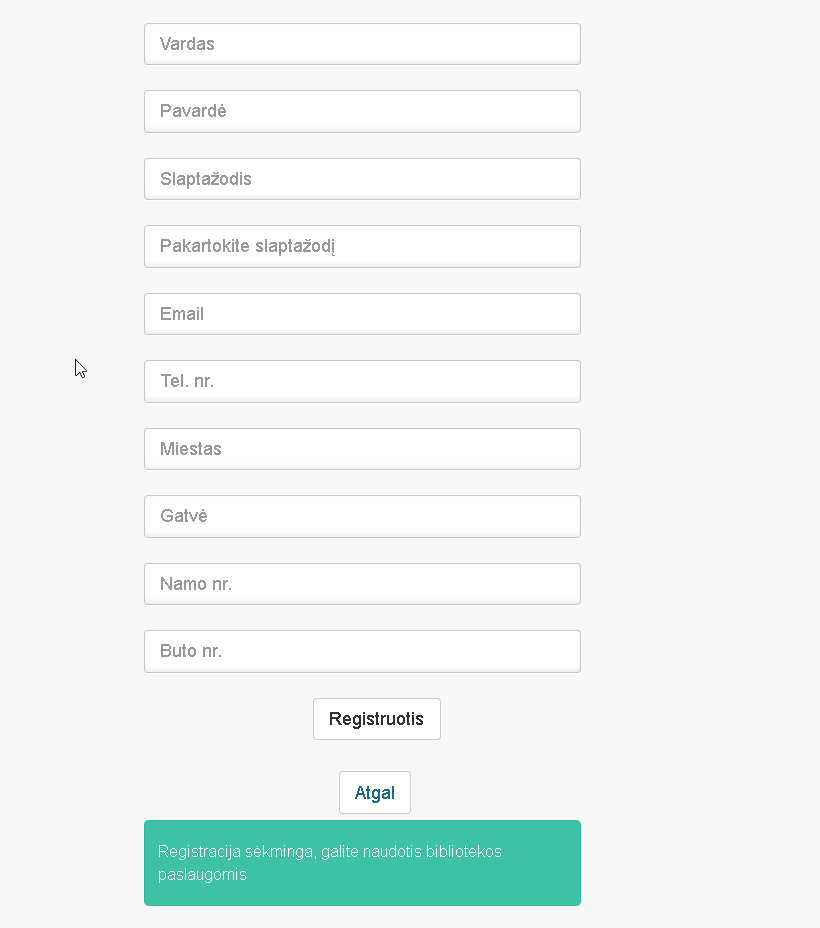 Vardas
Pavardė
Slaptažodis
Pakartokite slaptažodį
Email
Tel. nr.
Miestas
Gatvė
Namo nr.
Buto nr.
Registruotis
Atgal
Registracija sėkminga, galite naudotis bibliotekos
paslaugomis